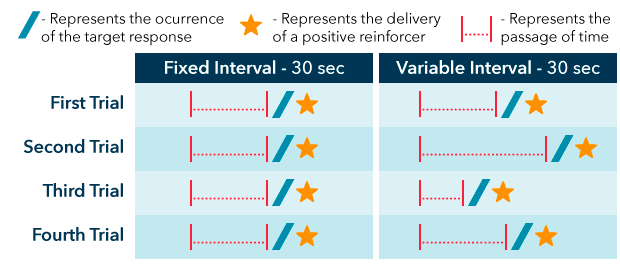 - Represents the ocurrence
of the target response
- Represents the delivery
of a positive reinforcer
- Represents the
passage of time
Fixed Interval - 30 sec
Variable Interval - 30 sec
First Trial
Second Trial
Third Trial
Fourth Trial